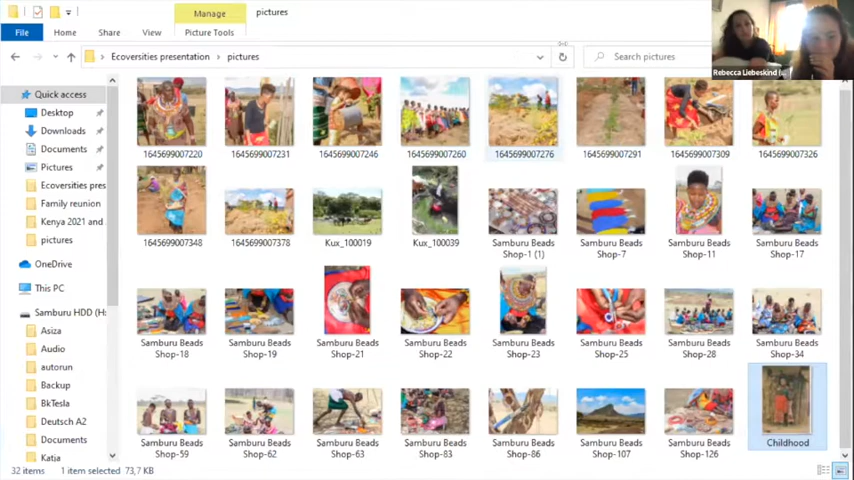 Manage
pictures
File
Home
Share
View
Picture Tools
Ecoversities presentation
pictures
Search pictures
Rebecca Liebeskind
Quick access
Desktop
Downloads
Documents
Pictures
Ecoversities pres
Family reunion
Kenya 2021 and
pictures
OneDrive
This PC
Samburu HDD (H:
Asiza
Audio
autorun
Backup
BkTesla
Deutsch A2
Documents
Katja
1645699007220
1645699007231
1645699007246
1645699007260
1645699007276
1645699007291
1645699007309
1645699007326
1645699007348
1645699007378
Kux_100019
Kux_100039
Samburu Beads
Shop-1 (1)
Samburu Beads
Shop-7
Samburu Beads
Shop-11
Samburu Beads
Shop-17
Samburu Beads
Shop-18
Samburu Beads
Shop-19
Samburu Beads
Shop-21
Samburu Beads
Shop-22
Samburu Beads
Shop-23
Samburu Beads
Shop-25
Samburu Beads
Shop-28
Samburu Beads
Shop-34
Samburu Beads
Shop-59
Samburu Beads
Shop-62
Samburu Beads
Shop-63
Samburu Beads
Shop-83
Samburu Beads
Shop-86
Samburu Beads
Shop-107
Samburu Beads
Shop-126
Childhood
32 items
1 item selected 73,7 KB